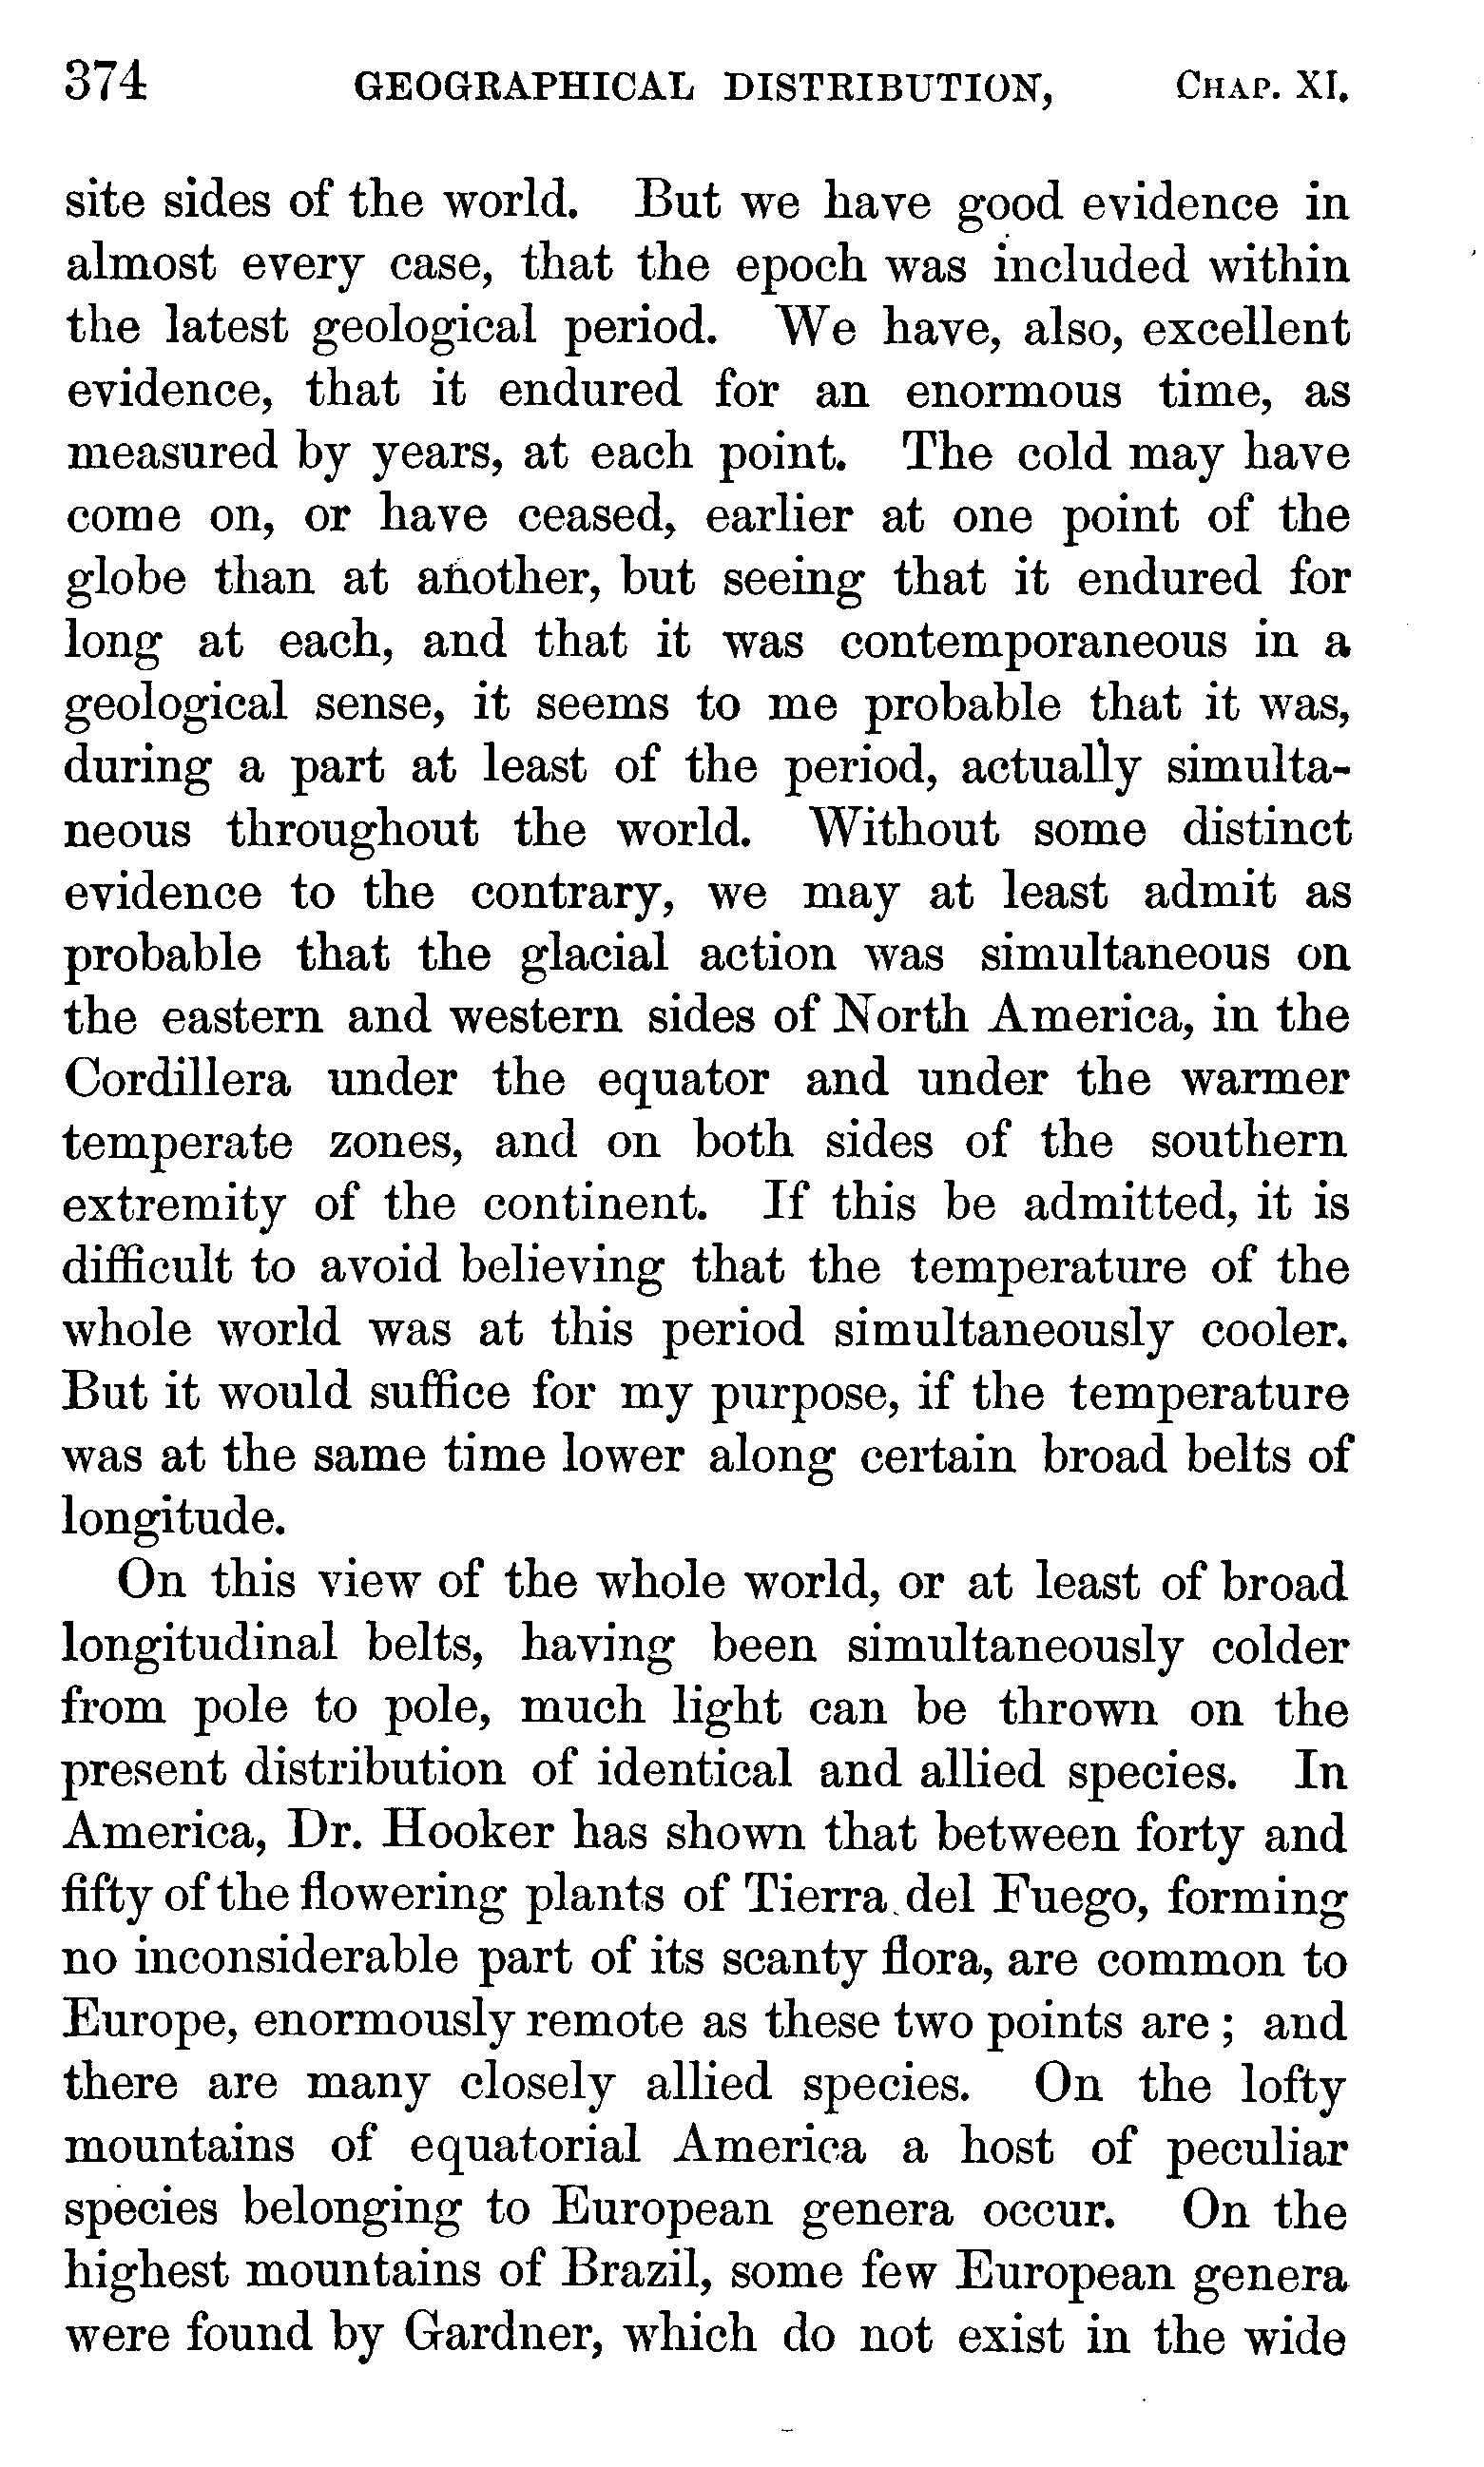 374 GEOGRAPHICAL DISTRIBUTION, CHAP. XI.
site sides of the world. But we have good evidence in
almost every case, that the epoch was included within
the latest geological period. We have, also, excellent
evidence, that it endured for an enormous time, as
measured by years, at each point. The cold may have
come on, or have ceased, earlier at one point of the
globe than at another, but seeing that it endured for
long at each, and that it was contemporaneous in a
geological sense, it seems to me probable that it was,
during a part at least of the period, actually simulta-
neous throughout the world. Without some distinct
evidence to the contrary, we may at least admit as
probable that the glacial action was simultaneous on
the eastern and western sides of North America, in the
Cordillera under the equator and under the warmer
temperate zones, and on both sides of the southern
extremity of the continent. If this be admitted, it is
difficult to avoid believing that the temperature of the
whole world was at this period simultaneously cooler.
But it would suffice for my purpose, if the temperature
was at the same time lower along certain broad belts of
longitude.
On this view of the whole world, or at least of broad
longitudinal belts, having been simultaneously colder
from pole to pole, much light can be thrown on the
present distribution of identical and allied species. In
America, Dr. Hooker has shown that between forty and
fifty of the flowering plants of Tierra del Fuego, forming
no inconsiderable part of its scanty flora, are common to
Europe, enormously remote as these two points are; and
there are many closely allied species. On the lofty
mountains of equatorial America a host of peculiar
species belonging to European genera occur. On the
highest mountains of Brazil, some few European genera
were found by Gardner, which do not exist in the wide